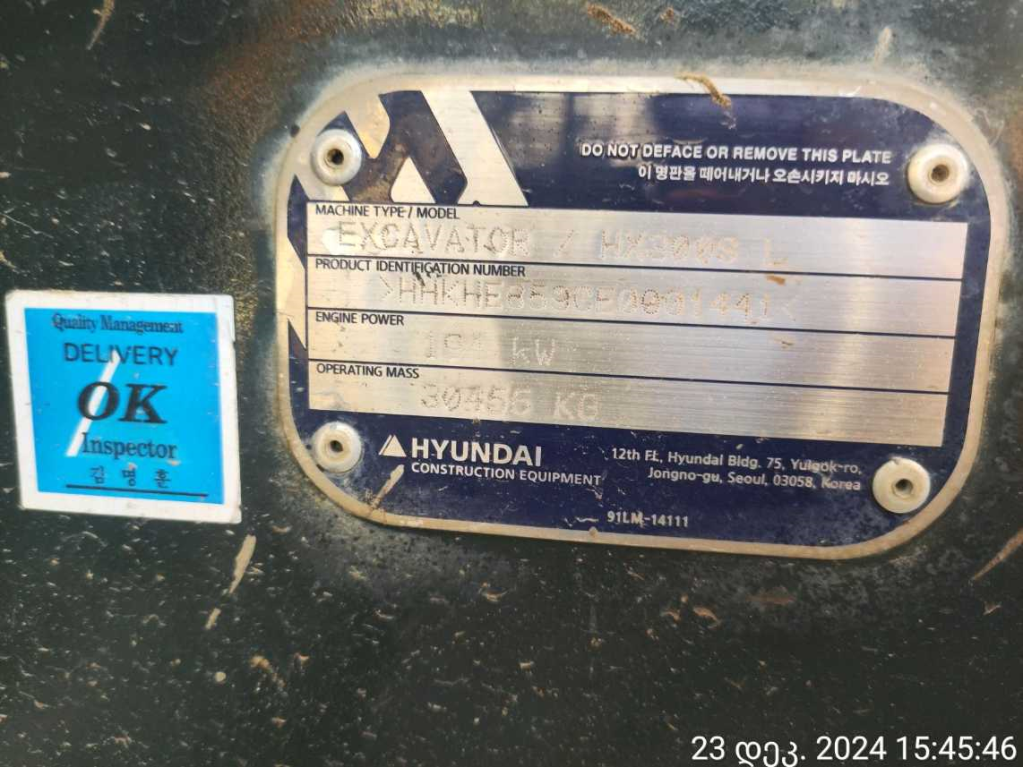 DO NOT DEFACE OR REMOVE THIS PLATE
이 명판을 떼어내거나 오손시키지 마시오
MACHINE TYPE / MODEL
EXCAVATOR / L
PRODUCT IDENTIFICATION NUMBER
ENGINE POWER
kW
OPERATING MASS
KG
HYUNDAI
CONSTRUCTION EQUIPMENT
12th FL, Hyundai Bldg. 75, Yulgok-ro,
Jongno-gu, Seoul, 03058, Korea
91LM-14111
Quality Management
DELIVERY
OK
Inspector
김명훈
23 დეკ. 2024 15:45:46